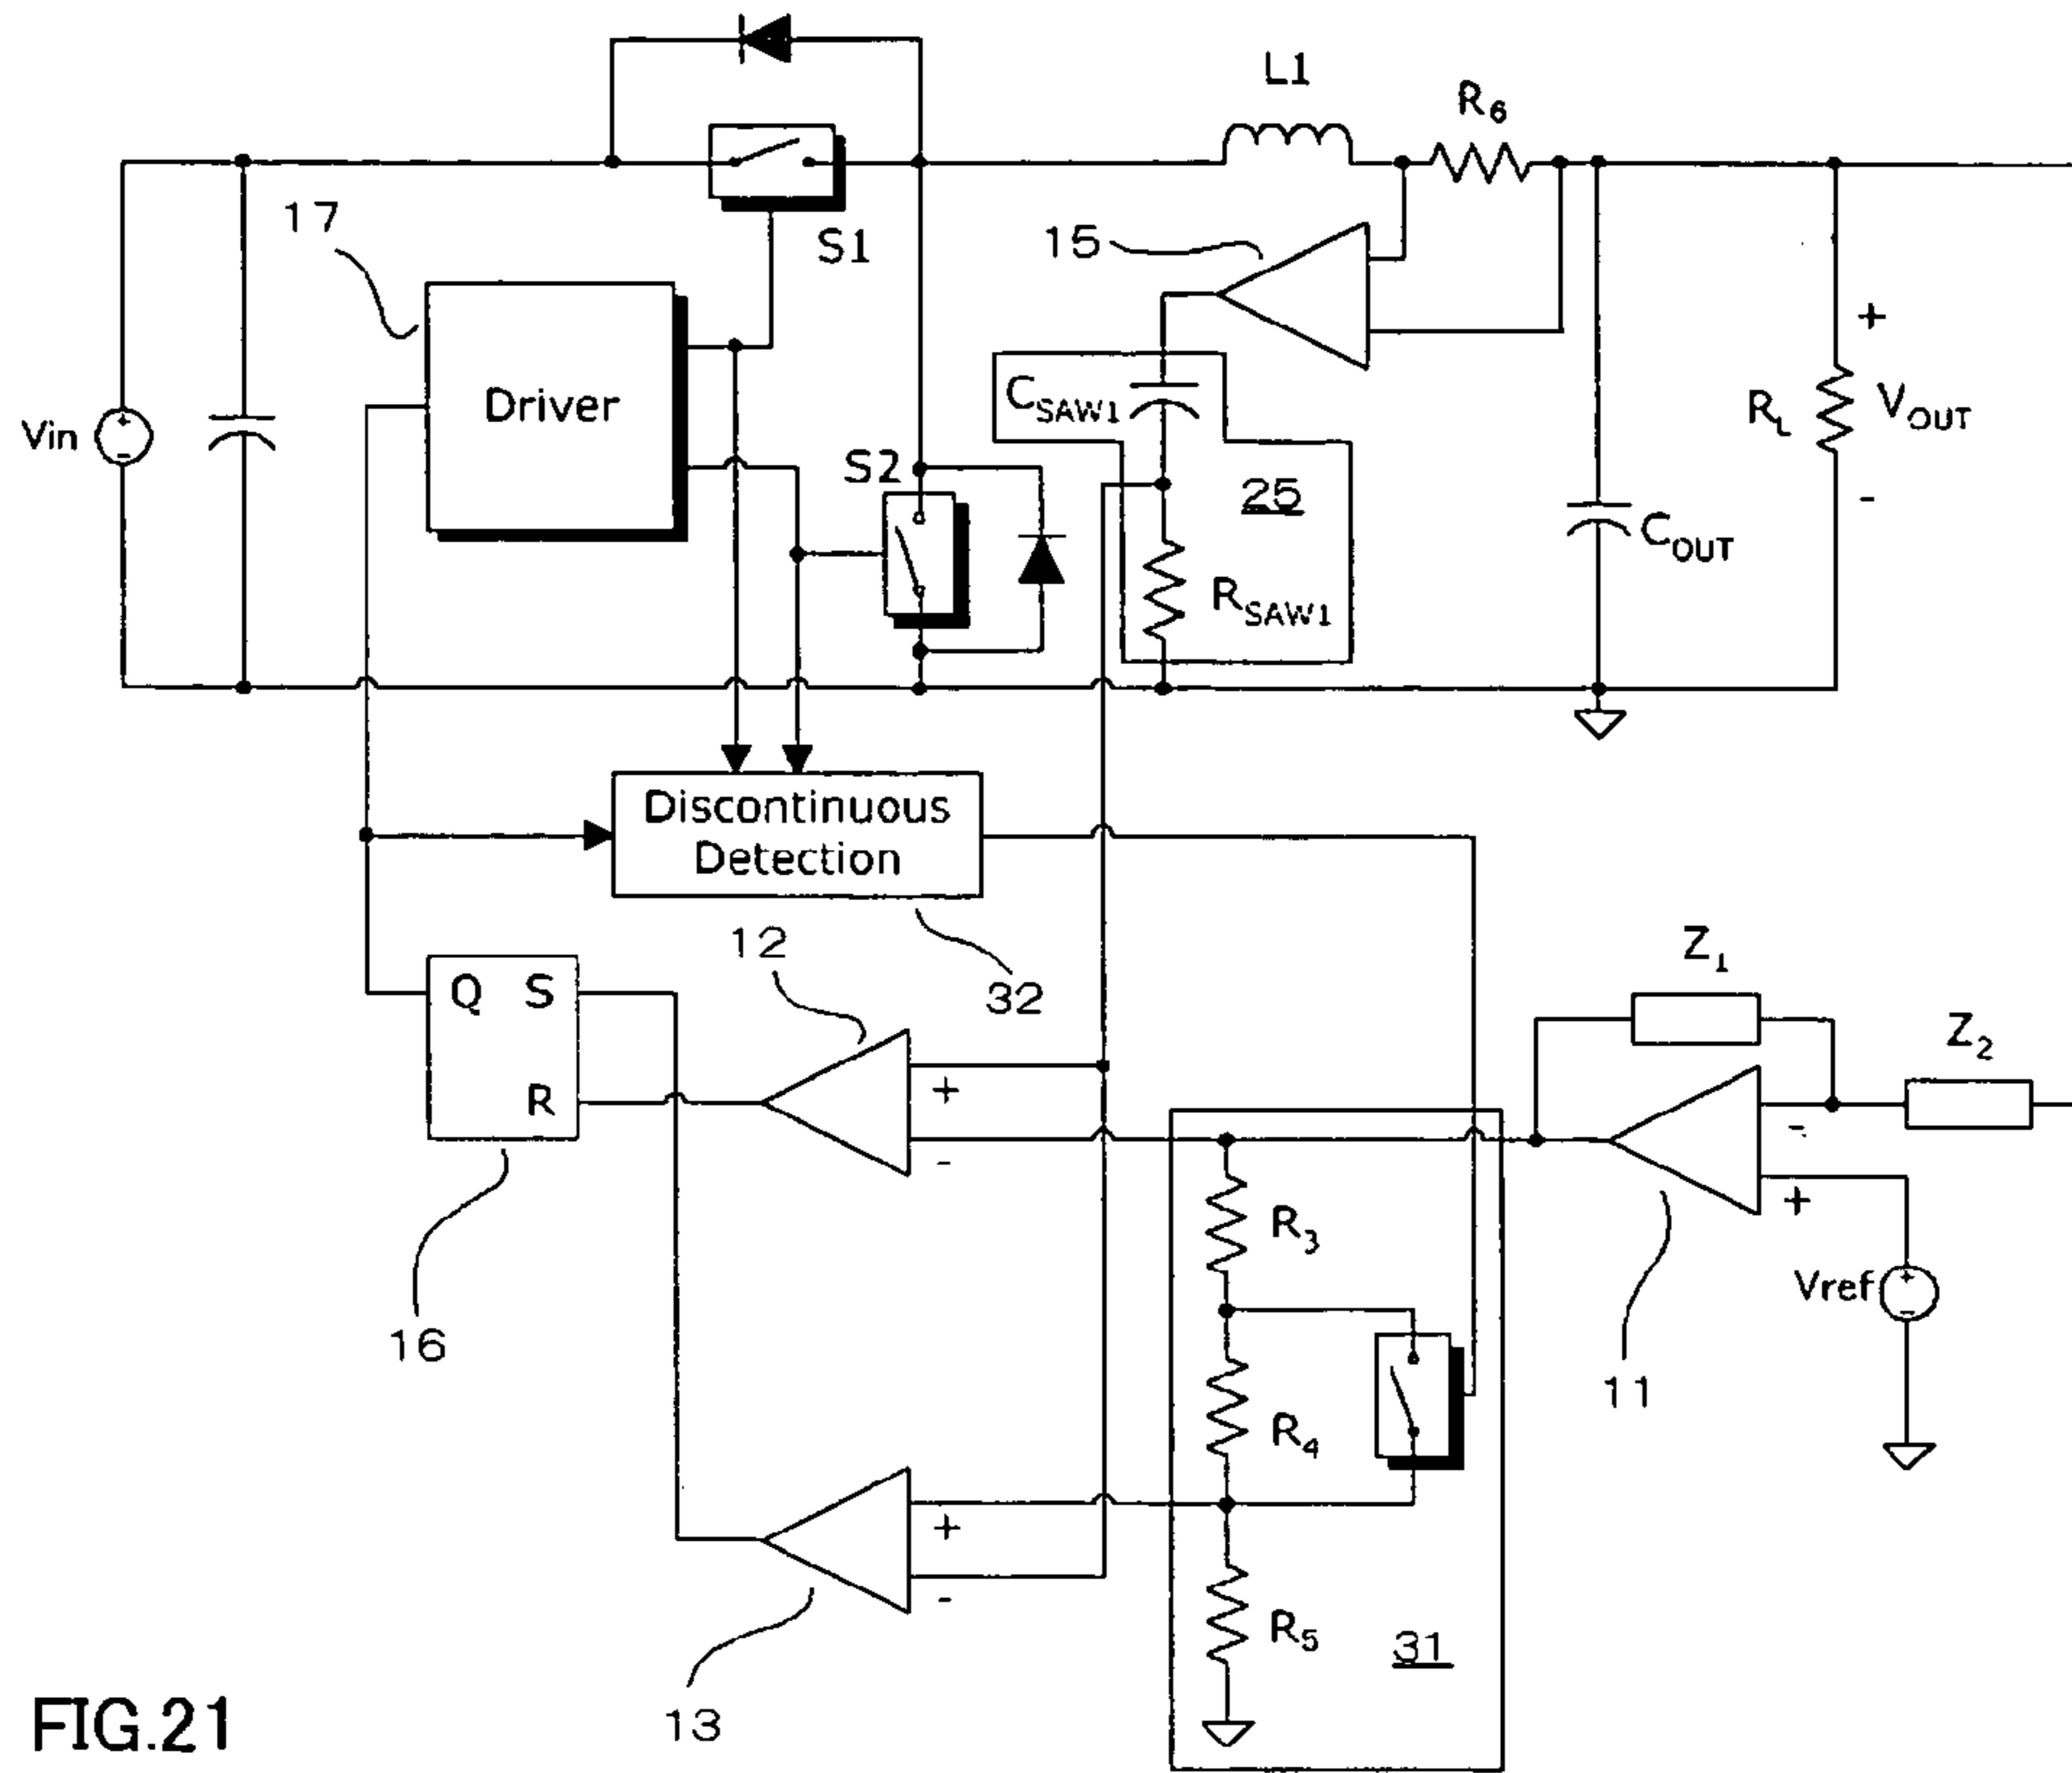 L1
R6
17
S1
15
+
Driver
CSAW1
RL
VOUT
Vin
+
-
S2
25
-
COUT
RSAW1
Discontinuous
Detection
12
Z1
Q
S
32
Z2
R
+
-
-
+
R3
Vref
+
-
16
11
R4
+
-
R5
31
13
FIG.21